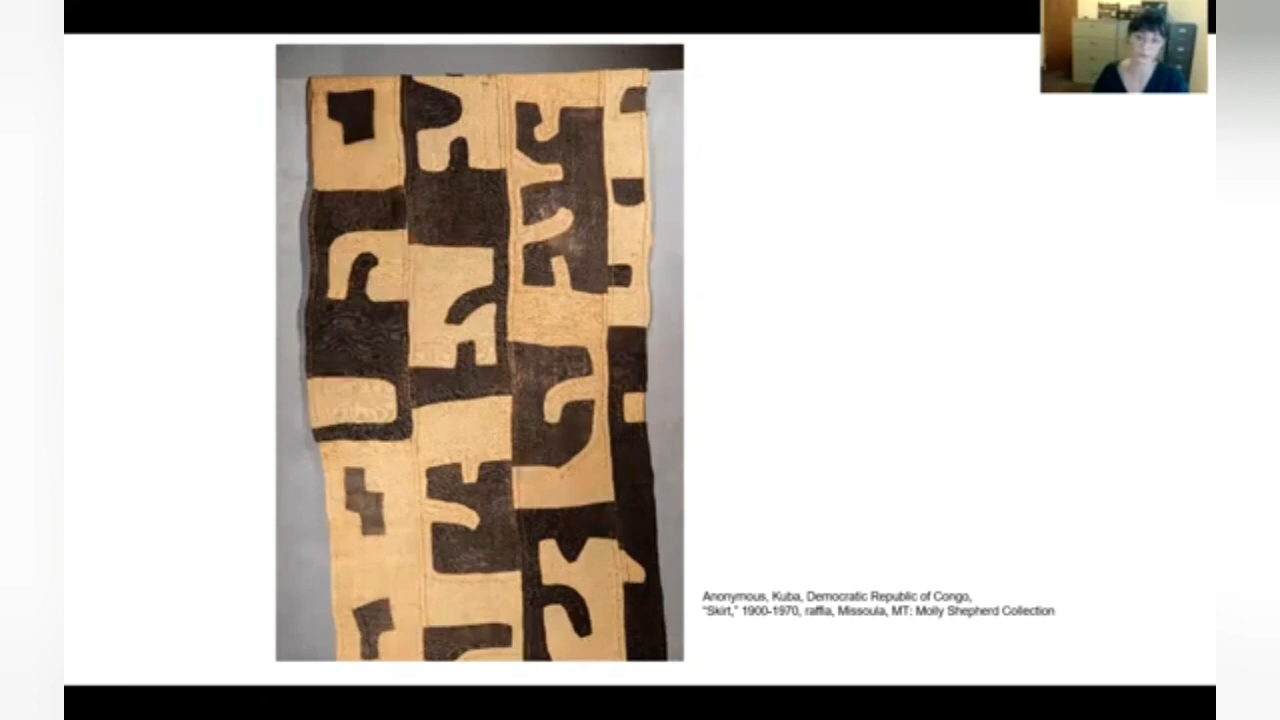 Anonymous, Kuba, Democratic Republic of Congo,
"Skirt," 1900-1970, raffia, Missoula, MT: Molly Shepherd Collection